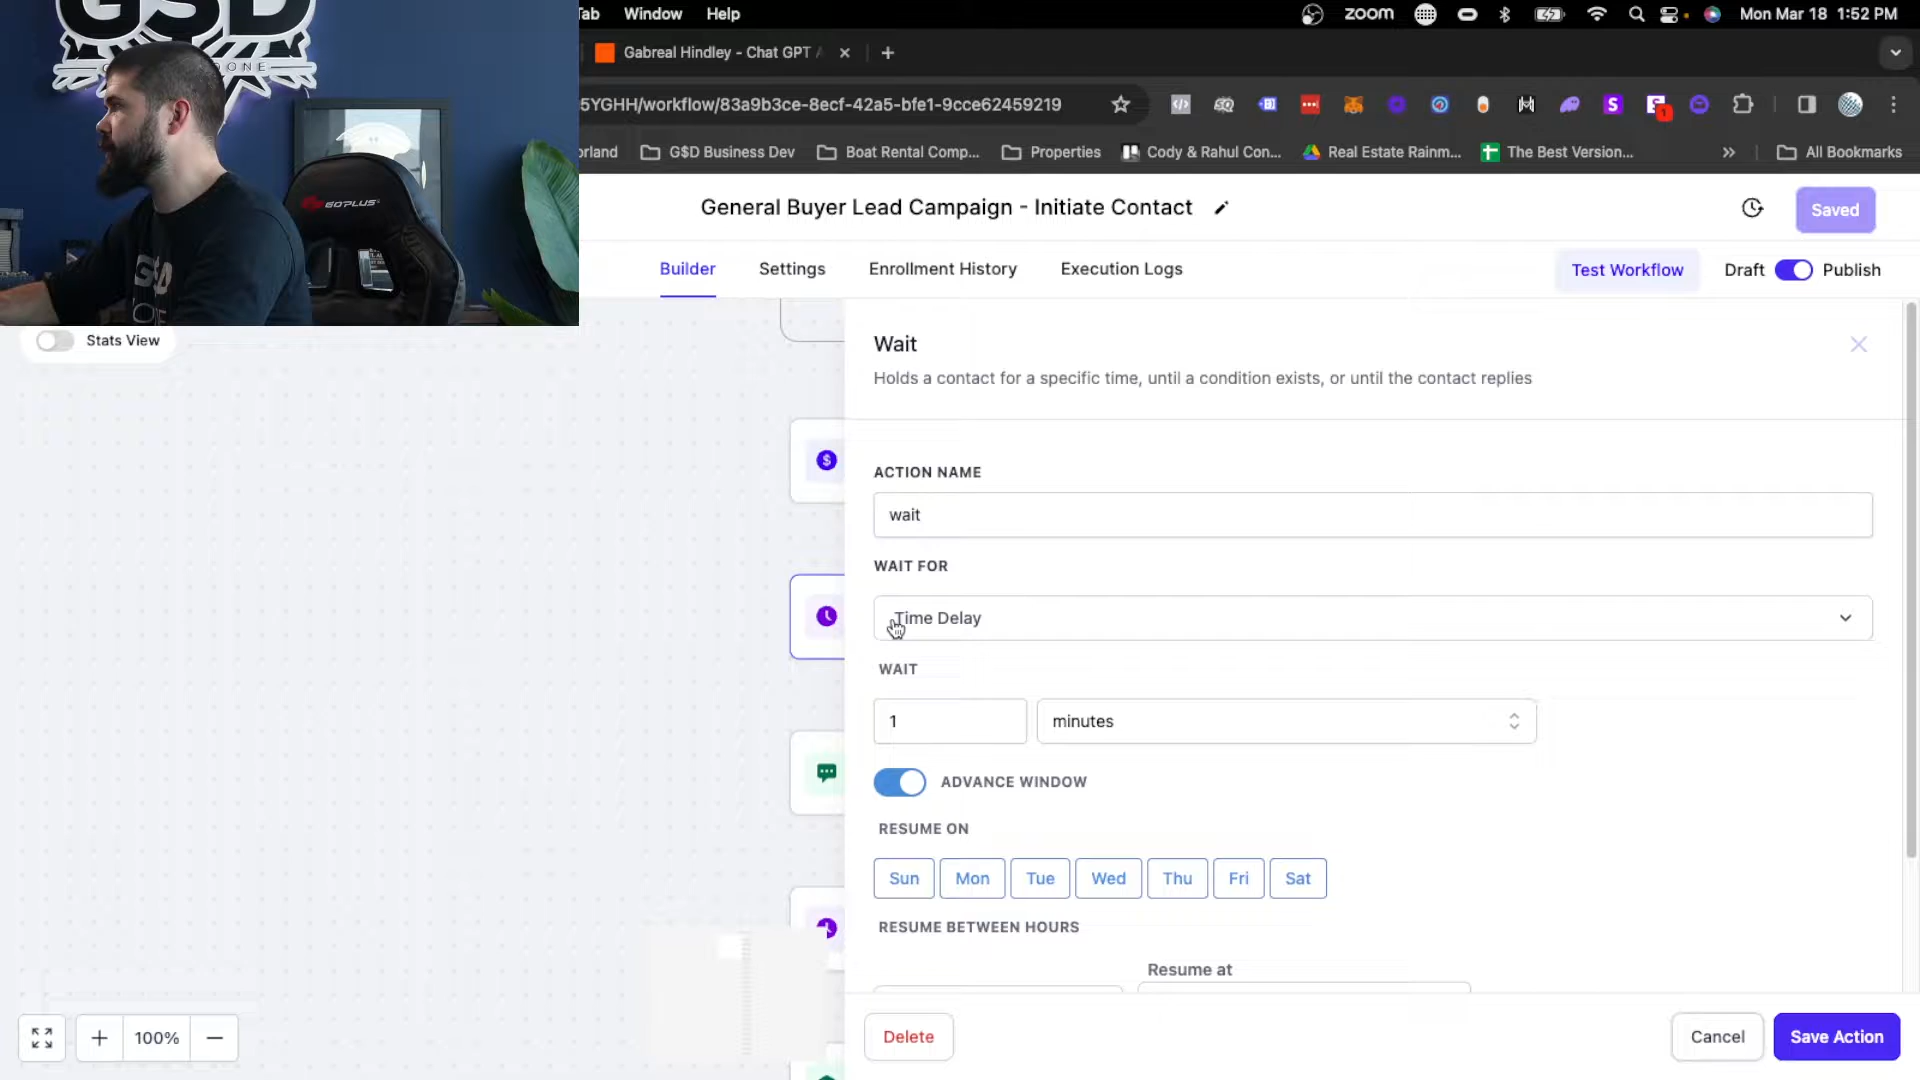 GSD
DONE
GOPLUS
GSD
Tab Window Help
zoom
Mon Mar 18 1:52 PM
Gabreal Hindley - Chat GPT A
5YGHH/workflow/83a9b3ce-8ecf-42a5-bfe1-9cce62459219
orland
G$D Business Dev
Boat Rental Comp...
Properties
Cody & Rahul Con...
Real Estate Rainm...
The Best Version...
All Bookmarks
General Buyer Lead Campaign - Initiate Contact
Saved
Builder
Settings
Enrollment History
Execution Logs
Test Workflow
Draft
Publish
Stats View
Wait
Holds a contact for a specific time, until a condition exists, or until the contact replies
ACTION NAME
wait
WAIT FOR
Time Delay
WAIT
1
minutes
ADVANCE WINDOW
RESUME ON
Sun Mon Tue Wed Thu Fri Sat
RESUME BETWEEN HOURS
Resume at
100%
Delete
Cancel
Save Action